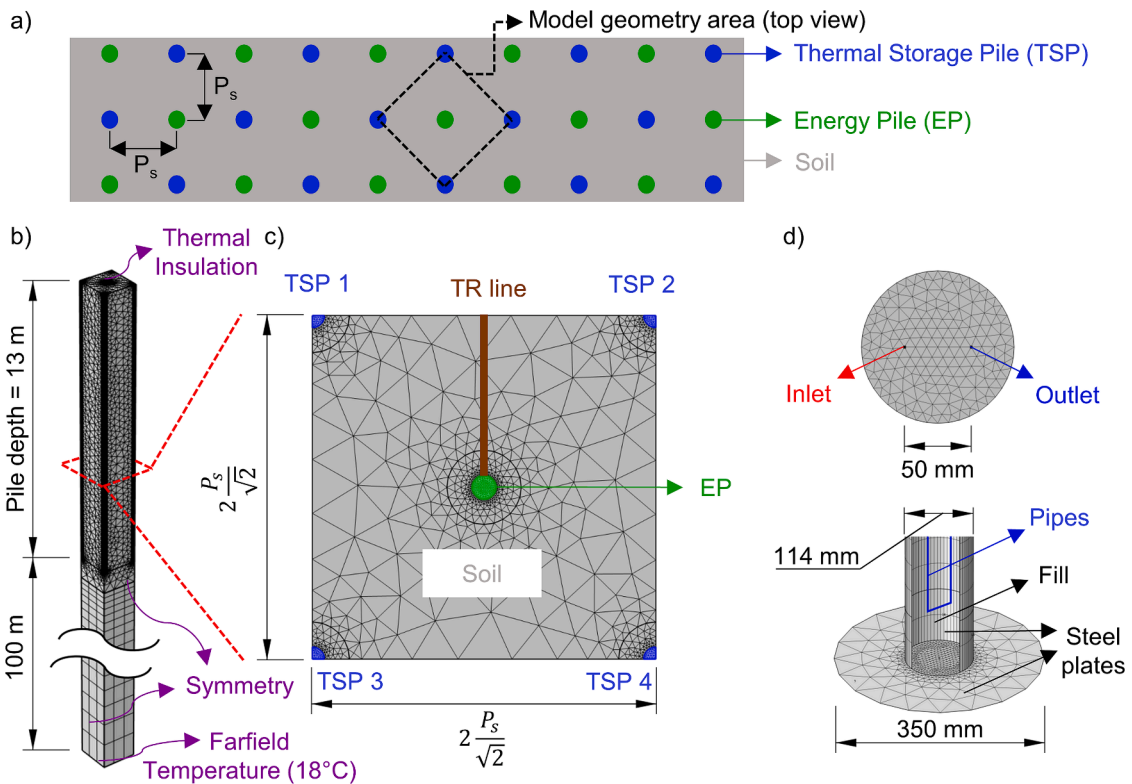 a)
Model geometry area (top view)
Thermal Storage Pile (TSP)
Pₛ
Energy Pile (EP)
Pₛ
Soil
b)
Thermal
Insulation
Pile depth = 13 m
100 m
Symmetry
Farfield
Temperature (18°C)
c)
TSP 1
TR line
TSP 2
2 Pₛ/√2
EP
Soil
TSP 3
TSP 4
2 Pₛ/√2
d)
Inlet
Outlet
50 mm
114 mm
Pipes
Fill
Steel
plates
350 mm